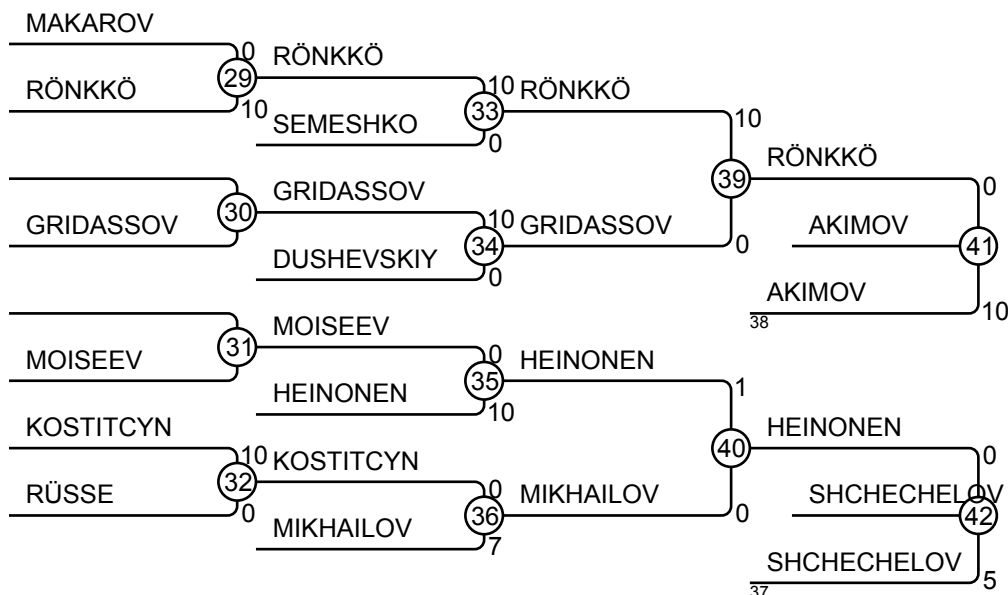 MAKAROV
0
29
RÖNKKÖ
RÖNKKÖ
10
10
33
RÖNKKÖ
SEMESHKO
0
10
39
RÖNKKÖ
30
GRIDASSOV
GRIDASSOV
10
34
GRIDASSOV
DUSHEVSKIY
0
0
0
AKIMOV
41
AKIMOV
38
10
31
MOISEEV
MOISEEV
0
35
HEINONEN
HEINONEN
10
1
40
HEINONEN
KOSTITCYN
10
32
KOSTITCYN
RÜSSE
0
0
36
MIKHAILOV
MIKHAILOV
7
0
0
SHCHECHELOV
42
SHCHECHELOV
37
5